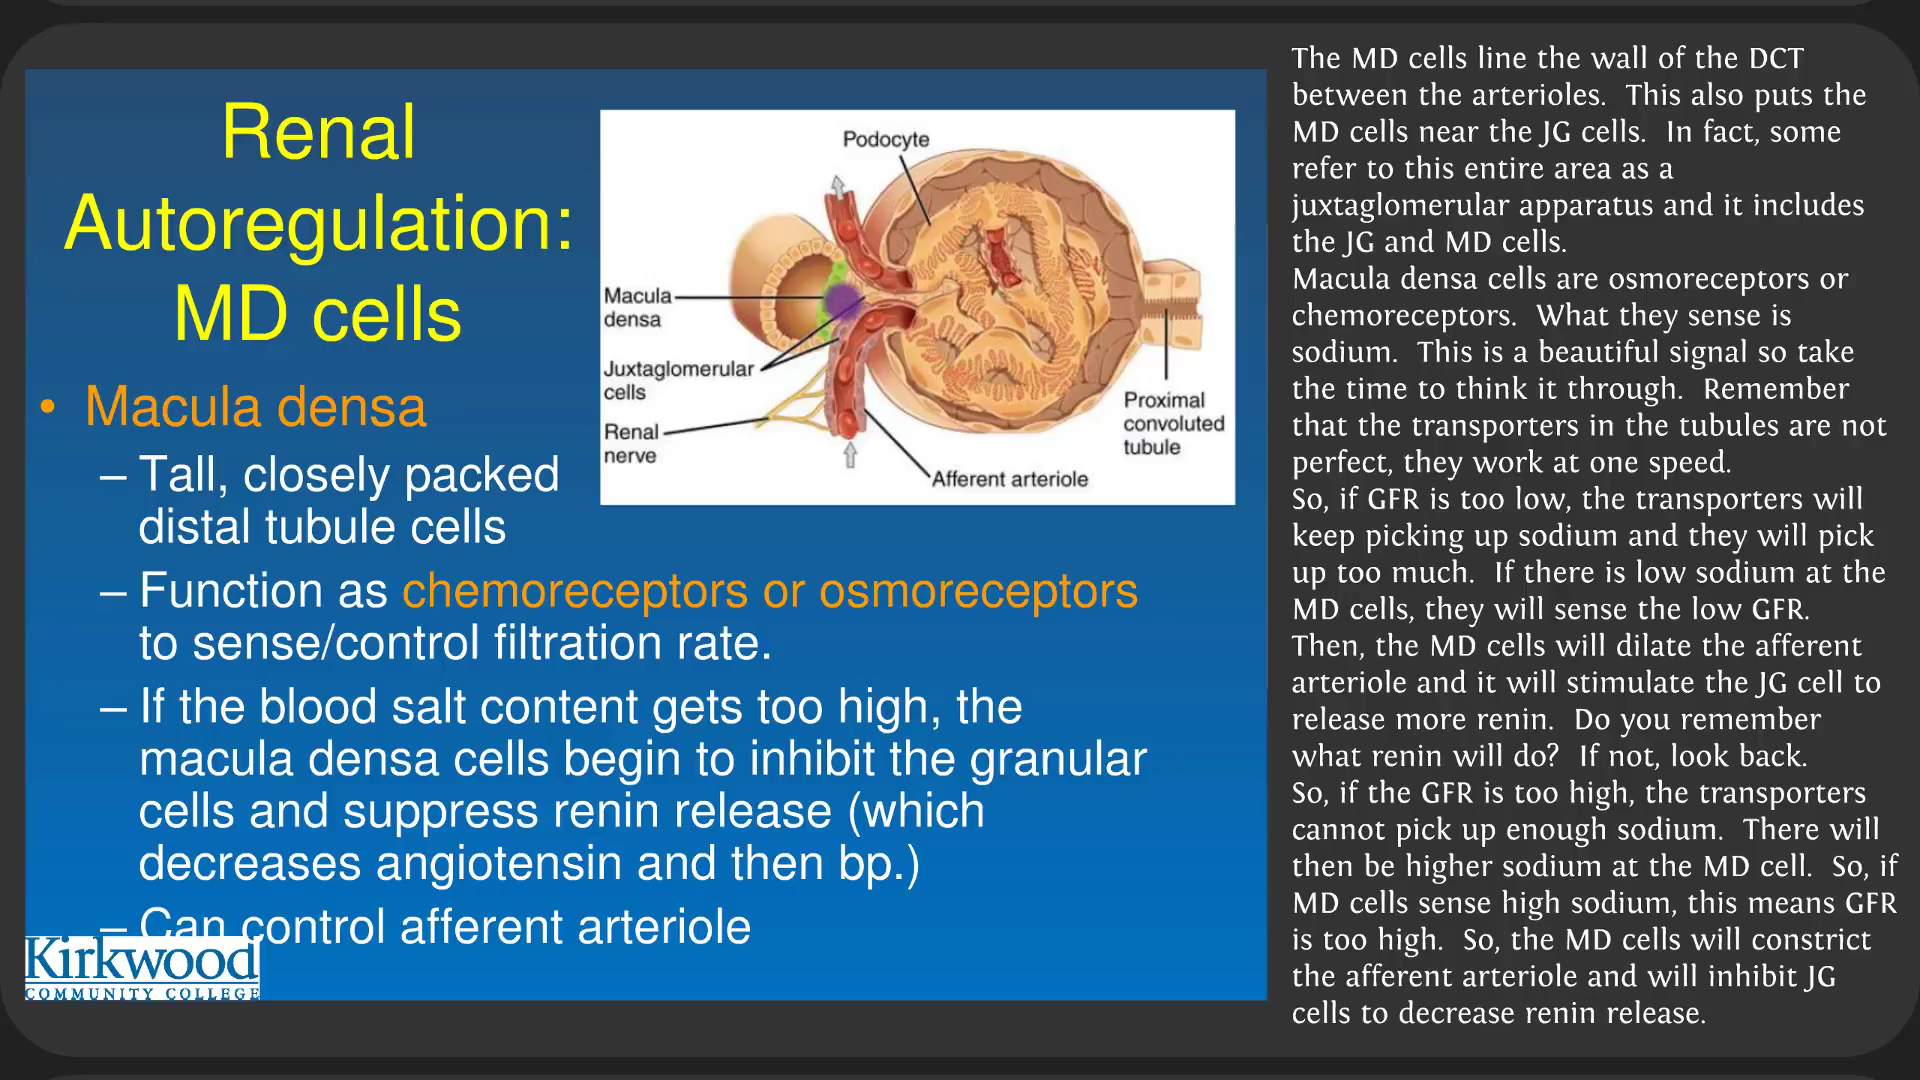 Renal
Autoregulation:
MD cells
• Macula densa
– Tall, closely packed
distal tubule cells
– Function as chemoreceptors or osmoreceptors
to sense/control filtration rate.
– If the blood salt content gets too high, the
macula densa cells begin to inhibit the granular
cells and suppress renin release (which
decreases angiotensin and then bp.)
– Can control afferent arteriole
Kirkwood
COMMUNITY COLLEGE
Podocyte
Macula
densa
Juxtaglomerular
cells
Renal
nerve
Afferent arteriole
Proximal
convoluted
tubule
The MD cells line the wall of the DCT
between the arterioles.  This also puts the
MD cells near the JG cells.  In fact, some
refer to this entire area as a
juxtaglomerular apparatus and it includes
the JG and MD cells.
Macula densa cells are osmoreceptors or
chemoreceptors.  What they sense is
sodium.  This is a beautiful signal so take
the time to think it through.  Remember
that the transporters in the tubules are not
perfect, they work at one speed.
So, if GFR is too low, the transporters will
keep picking up sodium and they will pick
up too much.  If there is low sodium at the
MD cells, they will sense the low GFR.
Then, the MD cells will dilate the afferent
arteriole and it will stimulate the JG cell to
release more renin.  Do you remember
what renin will do?  If not, look back.
So, if the GFR is too high, the transporters
cannot pick up enough sodium.  There will
then be higher sodium at the MD cell.  So, if
MD cells sense high sodium, this means GFR
is too high.  So, the MD cells will constrict
the afferent arteriole and will inhibit JG
cells to decrease renin release.